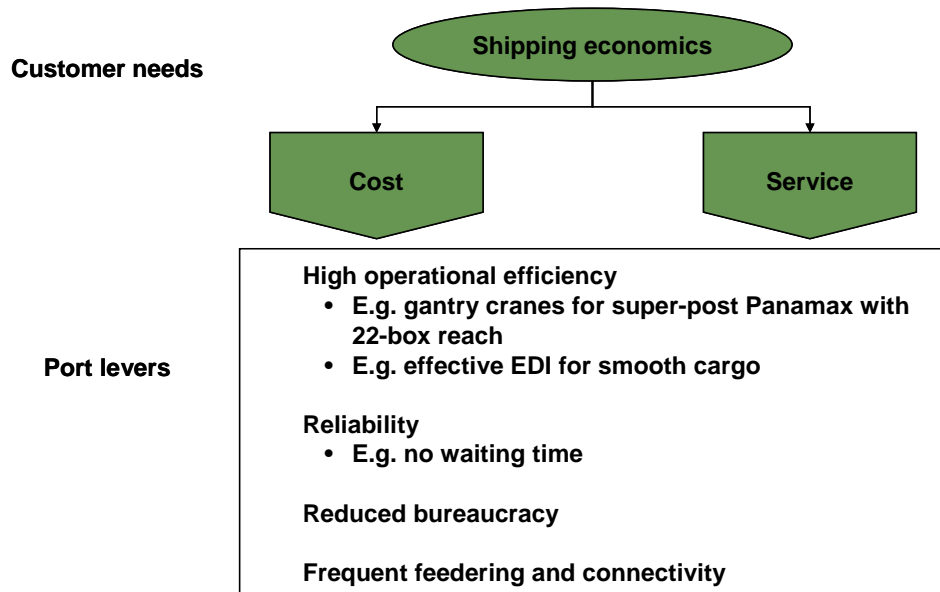 Shipping economics
Customer needs
Cost
Service
High operational efficiency
• E.g. gantry cranes for super-post Panamax with
22-box reach
• E.g. effective EDI for smooth cargo
Port levers
Reliability
• E.g. no waiting time
Reduced bureaucracy
Frequent feedering and connectivity